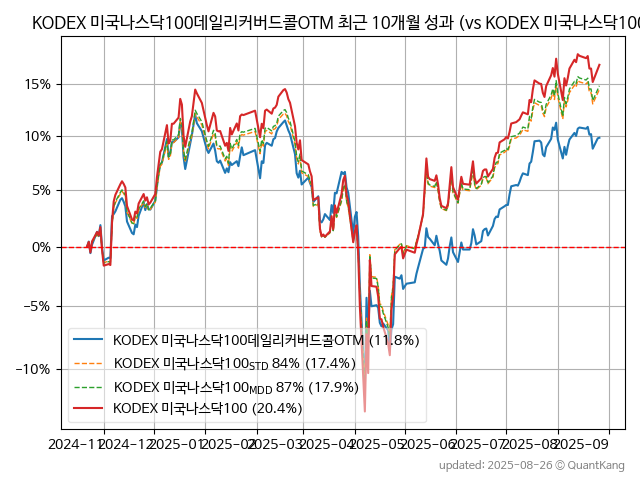 KODEX 미국나스닥100데일리커버드콜OTM 최근 10개월 성과 (vs KODEX 미국나스닥100
15%
10%
5%
0%
−5%
−10%
KODEX 미국나스닥100데일리커버드콜OTM (11.8%)
KODEX 미국나스닥100STD 84% (17.4%)
KODEX 미국나스닥100MDD 87% (17.9%)
KODEX 미국나스닥100 (20.4%)
2024-11 2024-12 2025-01 2025-02 2025-03 2025-04 2025-05 2025-06 2025-07 2025-08 2025-09
updated: 2025-08-26 © QuantKang